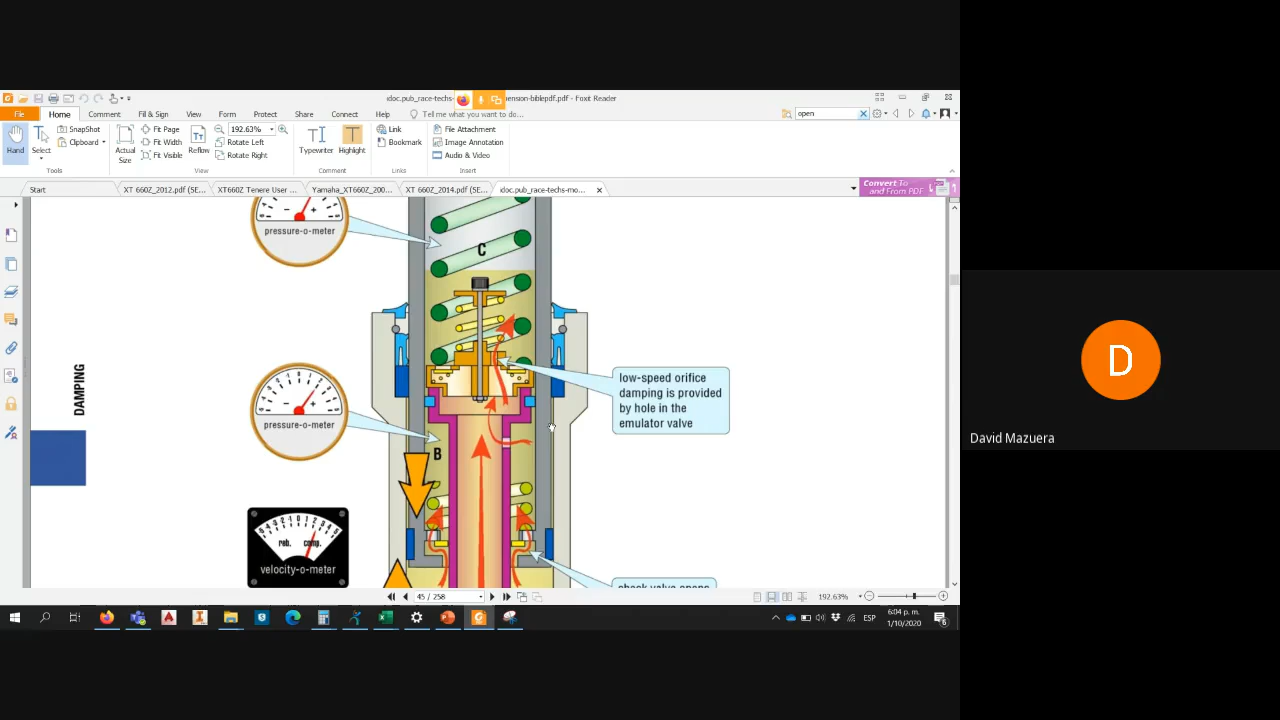 idoc.pub_race-techs- ension-biblepdf.pdf - Foxit Reader
File Home Comment Fill & Sign View Form Protect Share Connect Help Tell me what you want to do... open
Hand
Select
SnapShot
Clipboard
Actual Size
Fit Page
Fit Width
Fit Visible
Reflow
192.63%
Rotate Left
Rotate Right
Typewriter
Highlight
Link
Bookmark
File Attachment
Image Annotation
Audio & Video
Tools View Comment Links Insert
Start XT 660Z_2012.pdf (SE... XT660Z Tenere User ... Yamaha_XT660Z_200... XT 660Z_2014.pdf (SE... idoc.pub_race-techs-mo...
Convert To
and From PDF
pressure-o-meter
C
DAMPING
low-speed orifice
damping is provided
by hole in the
emulator valve
pressure-o-meter
B
reb. comp.
velocity-o-meter
check valve opens
45 / 258
192.63%
ESP
6:04 p. m.
1/10/2020
D
David Mazuera